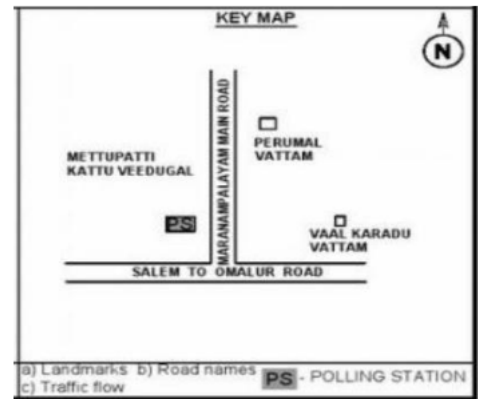 KEY MAP
N
MARANAMPALAYAM MAIN ROAD
PERUMAL
VATTAM
METTUPATTI
KATTU VEEDUGAL
PS
VAAL KARADU
VATTAM
SALEM TO OMALUR ROAD
a) Landmarks b) Road names
c) Traffic flow
PS - POLLING STATION